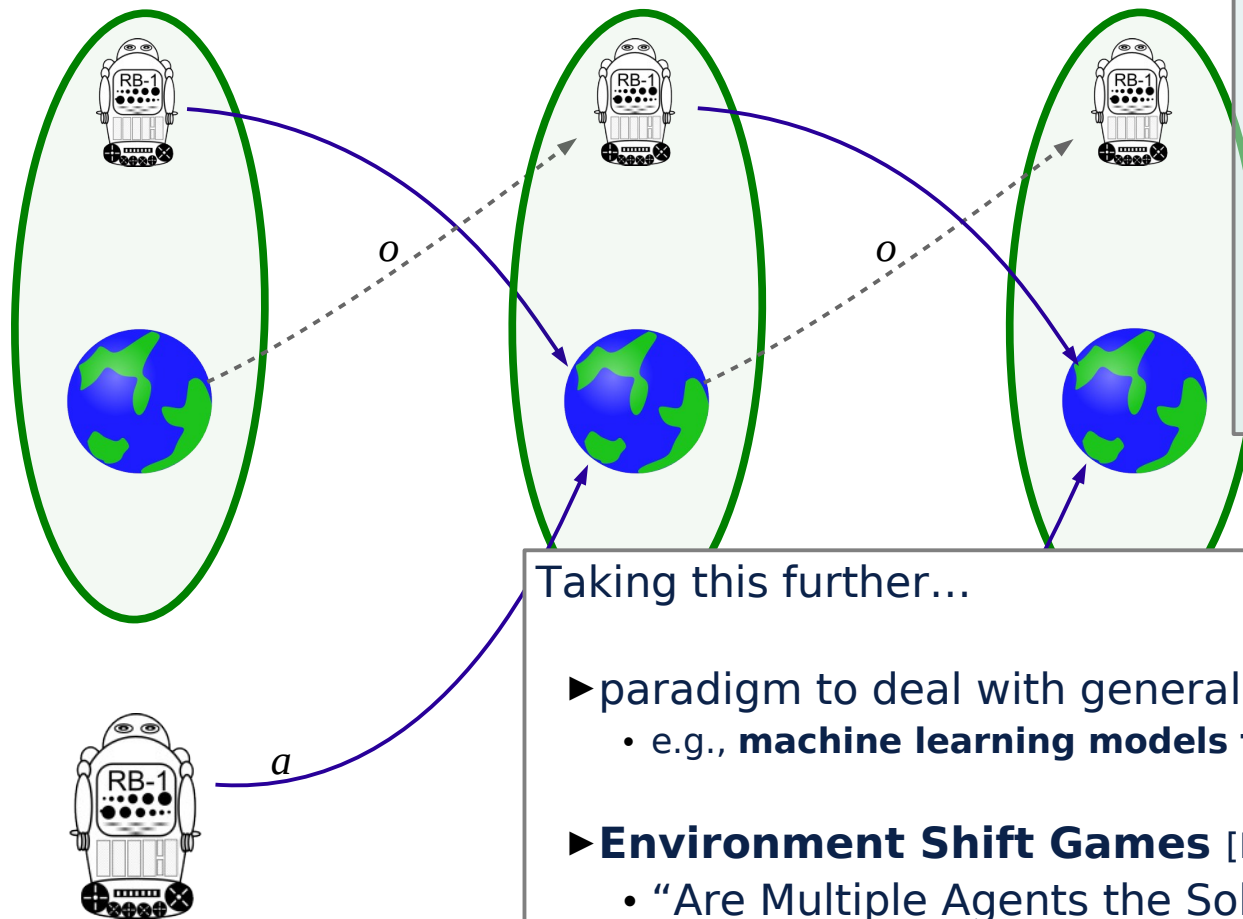 RB-1
RB-1
RB-1
o
o
Taking this further...
►paradigm to deal with general
• e.g., machine learning models
a
RB-1
►Environment Shift Games [
• “Are Multiple Agents the